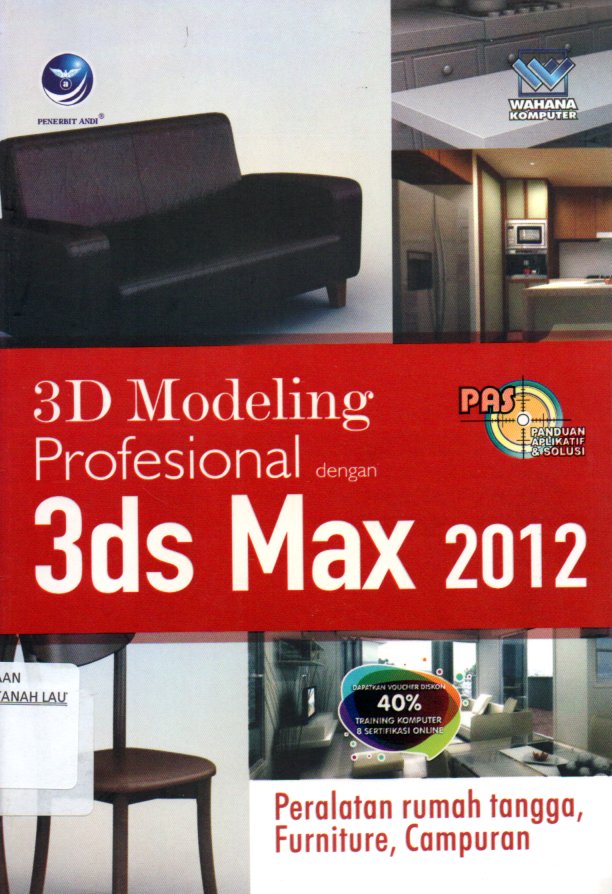 PENERBIT ANDI®
WAHANA
KOMPUTER
3D Modeling
Profesional dengan
3ds Max 2012
PAS
PANDUAN
APLIKATIF
& SOLUSI
AAN
TANAH LAUT
DAPATKAN VOUCHER DISKON
40%
TRAINING KOMPUTER
& SERTIFIKASI ONLINE
Peralatan rumah tangga,
Furniture, Campuran